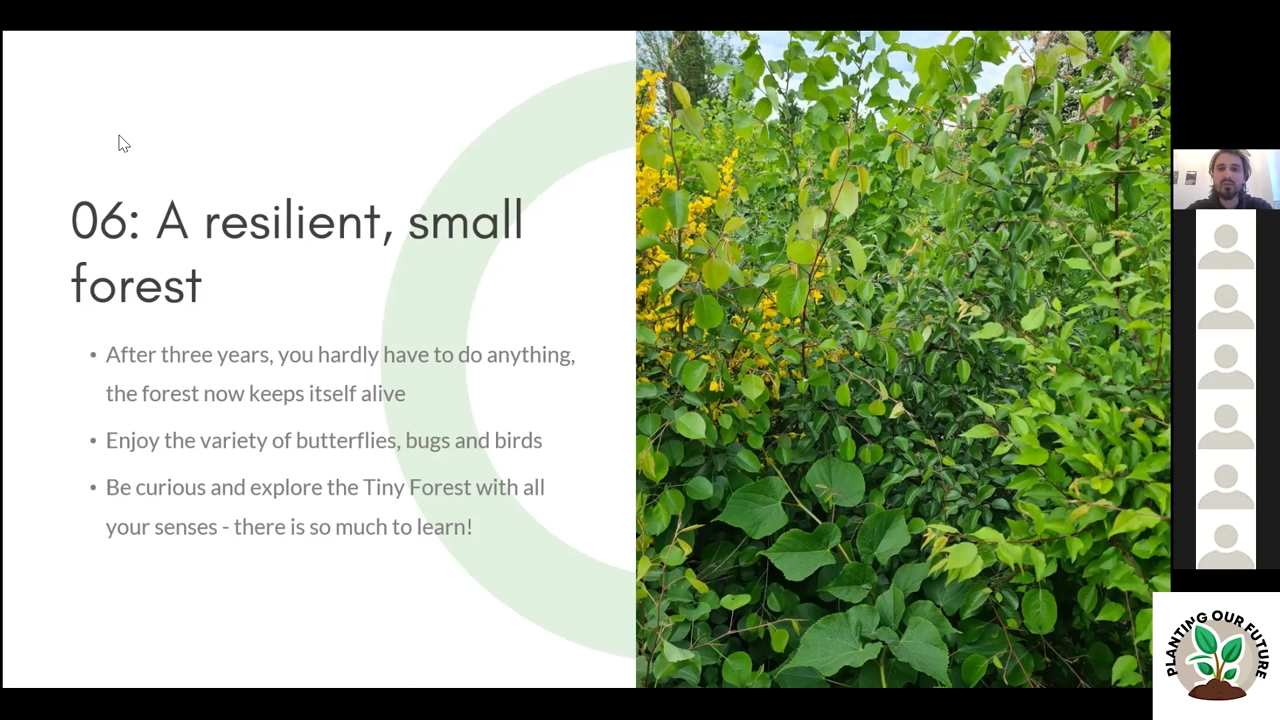 06: A resilient, small
forest
• After three years, you hardly have to do anything,
the forest now keeps itself alive
• Enjoy the variety of butterflies, bugs and birds
• Be curious and explore the Tiny Forest with all
your senses - there is so much to learn!
PLANTING OUR FUTURE